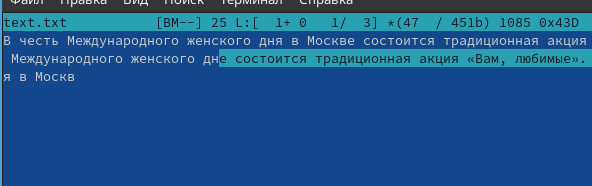 Файл Правка Вид Поиск Терминал Справка
text.txt [BM--] 25 L:[ 1+ 0 1/ 3] *(47 / 451b) 1085 0x43D
В честь Международного женского дня в Москве состоится традиционная акция
Международного женского дне состоится традиционная акция «Вам, любимые».
я в Москв